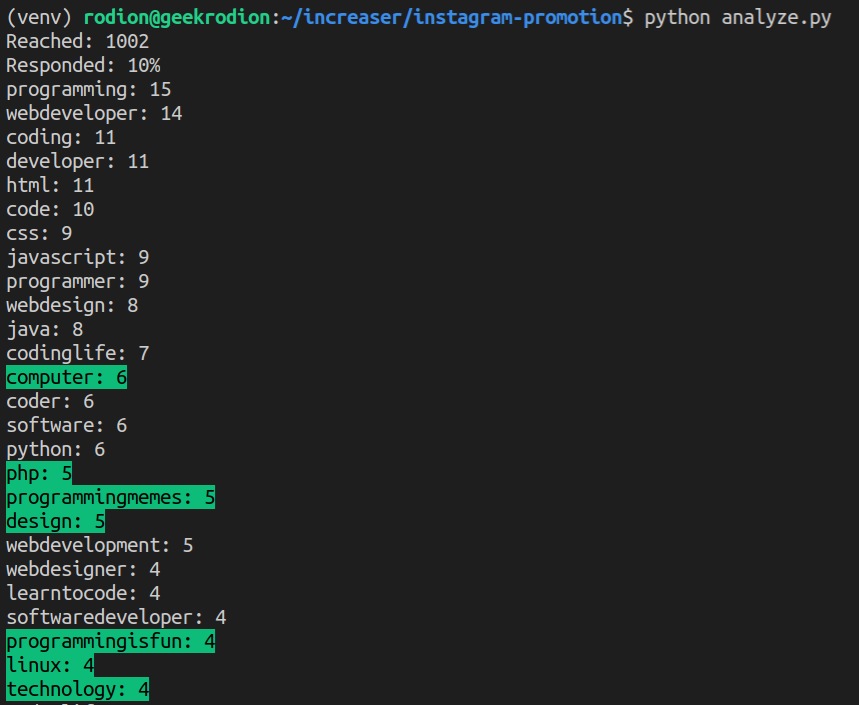 (venv) rodion@geekrodion:~/increaser/instagram-promotion$ python analyze.py
Reached: 1002
Responded: 10%
programming: 15
webdeveloper: 14
coding: 11
developer: 11
html: 11
code: 10
css: 9
javascript: 9
programmer: 9
webdesign: 8
java: 8
codinglife: 7
computer: 6
coder: 6
software: 6
python: 6
php: 5
programmingmemes: 5
design: 5
webdevelopment: 5
webdesigner: 4
learntocode: 4
softwaredeveloper: 4
programmingisfun: 4
linux: 4
technology: 4